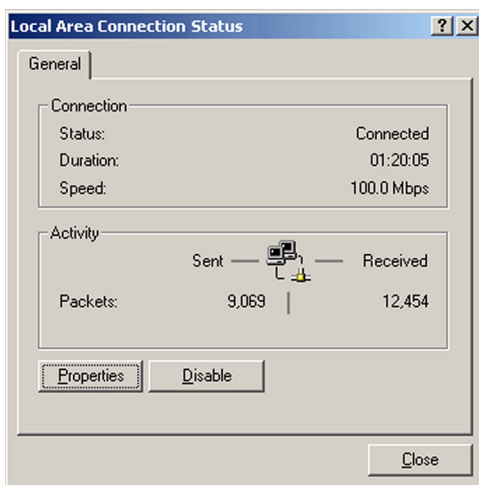 Local Area Connection Status
General
Connection
Status: Connected
Duration: 01:20:05
Speed: 100.0 Mbps
Activity
Sent Received
Packets: 9,069 12,454
Properties Disable
Close